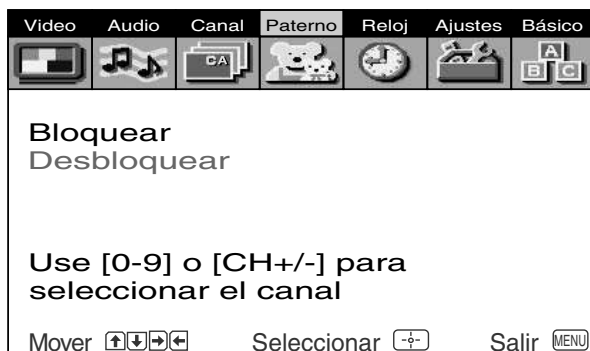 Video Audio Canal Paterno Reloj Ajustes Básico
CA A B C
Bloquear
Desbloquear
Use [0-9] o [CH+/-] para
seleccionar el canal
Mover Seleccionar Salir MENU